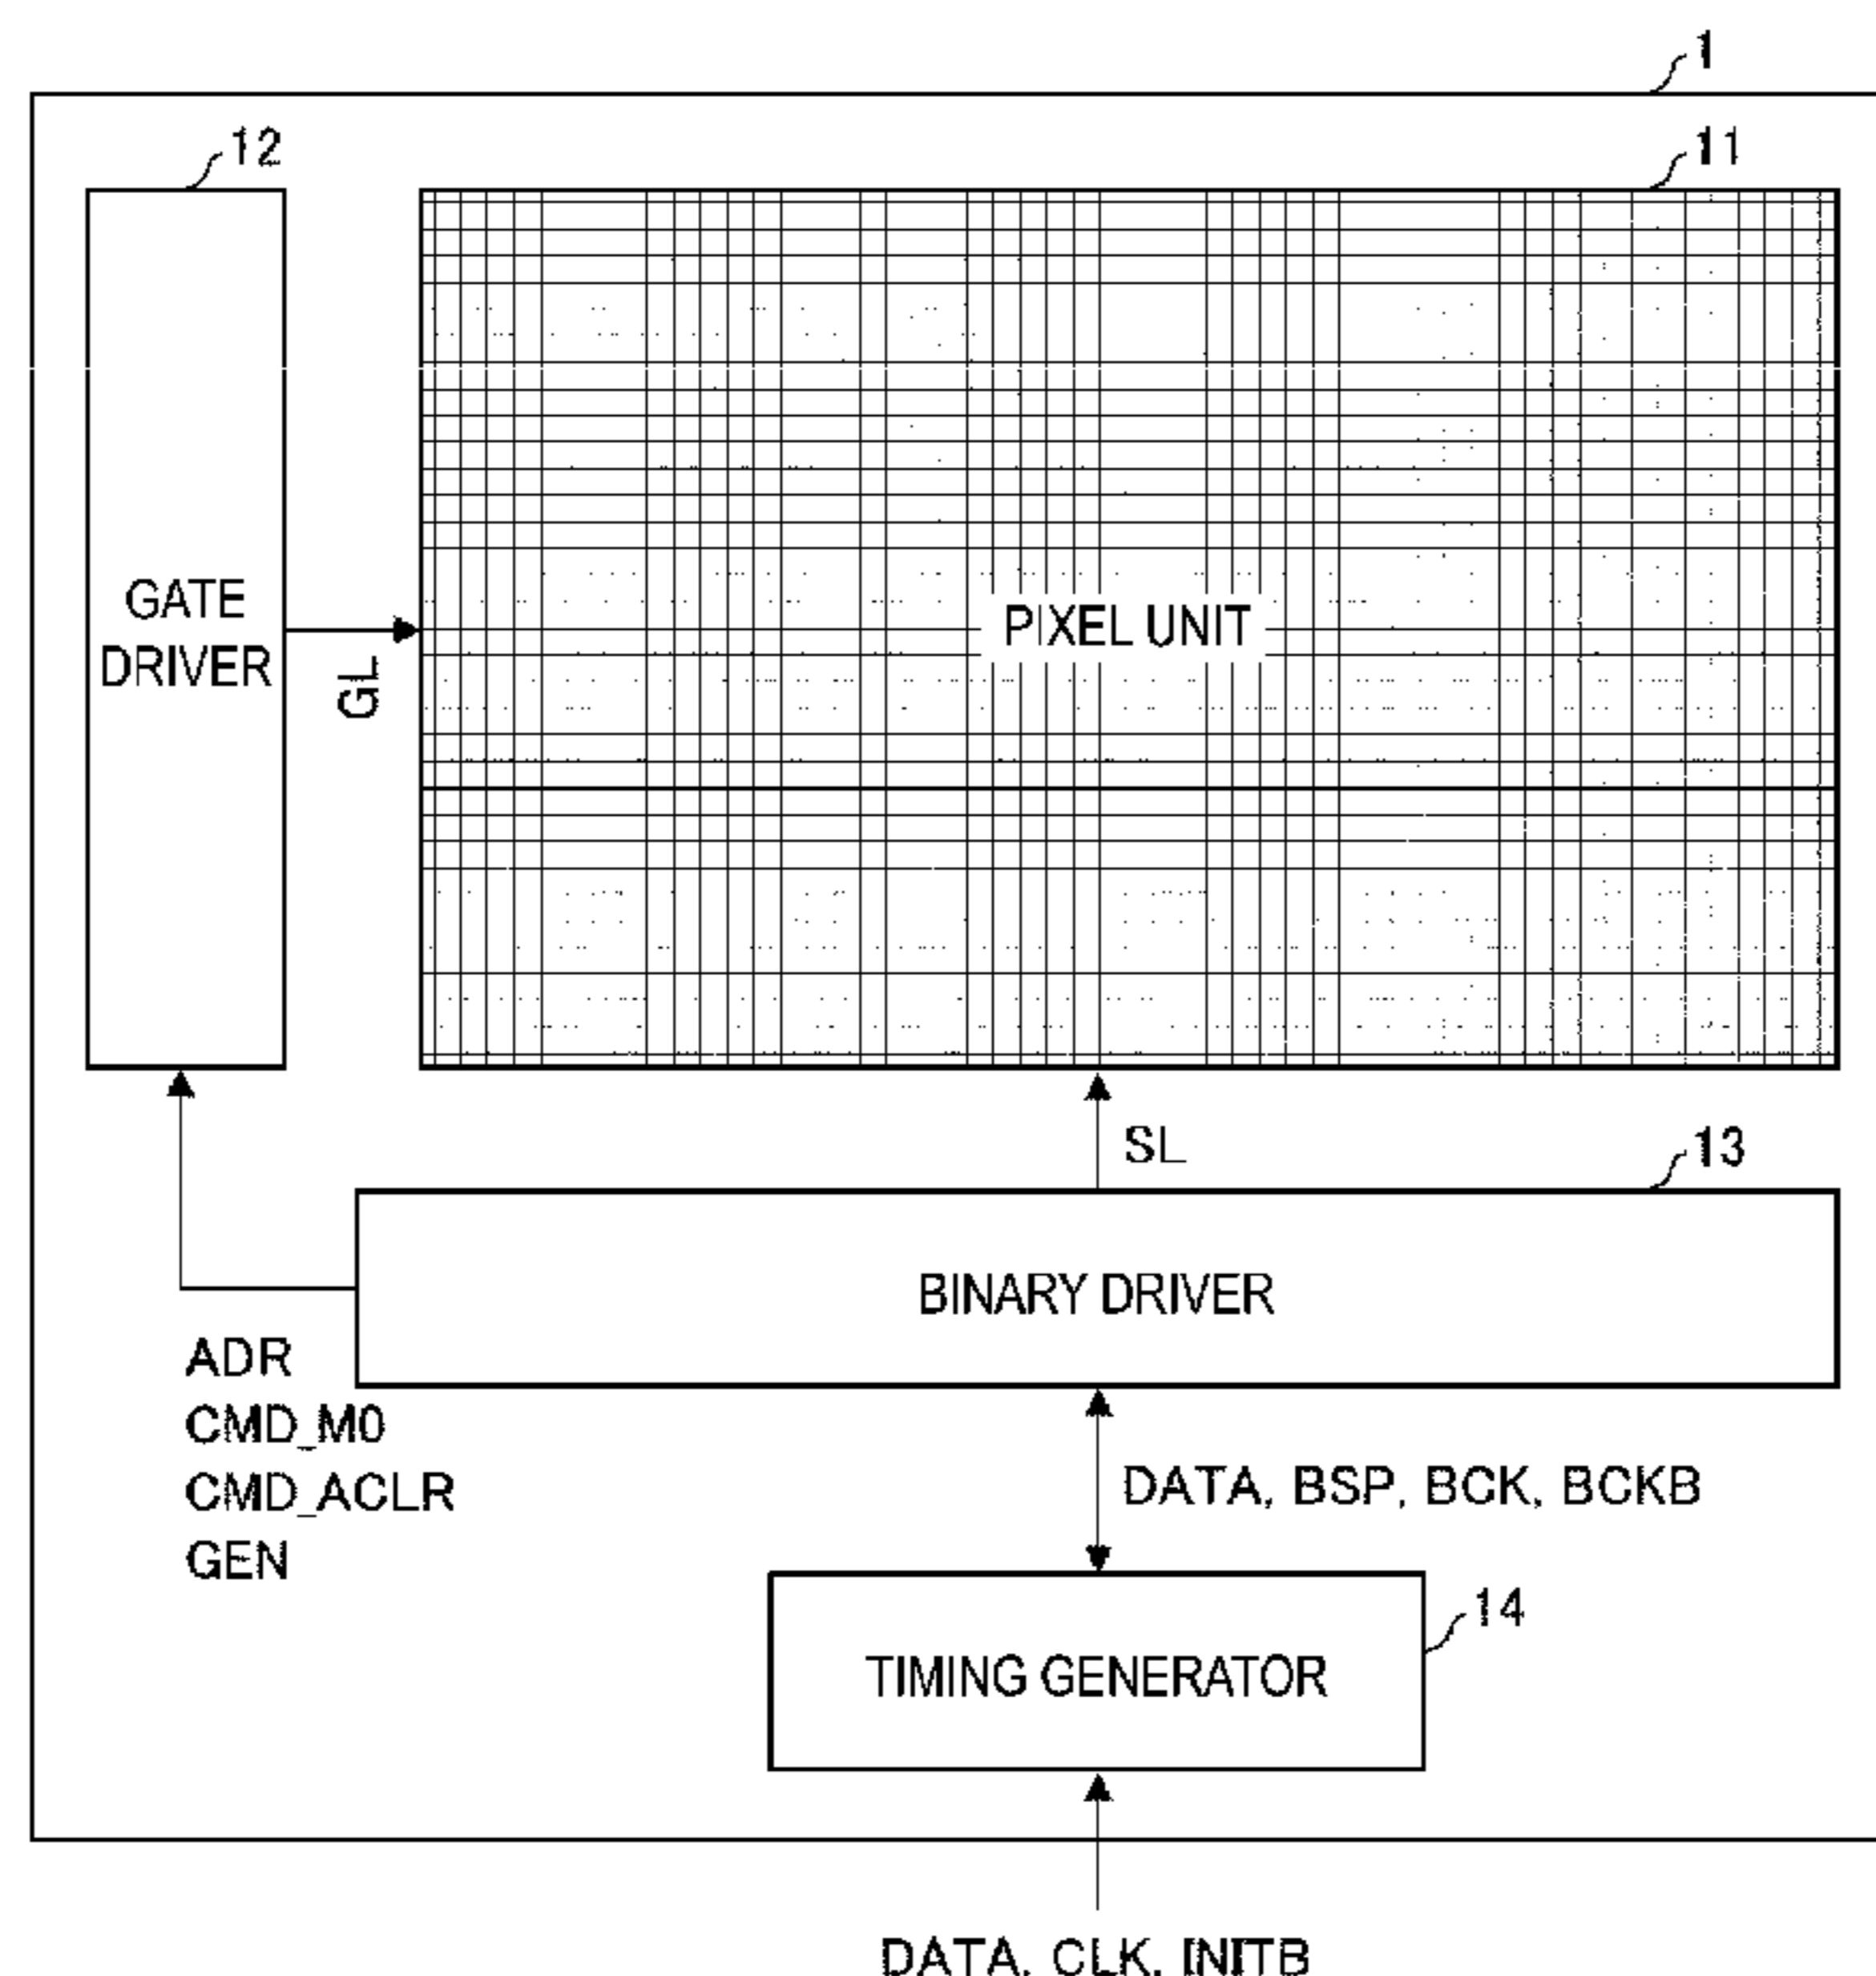 1
12
11
GATE
DRIVER
GL
PIXEL UNIT
SL
13
BINARY DRIVER
ADR
CMD_M0
CMD_ACLR
GEN
DATA, BSP, BCK, BCKB
14
TIMING GENERATOR
DATA, CLK, INITB